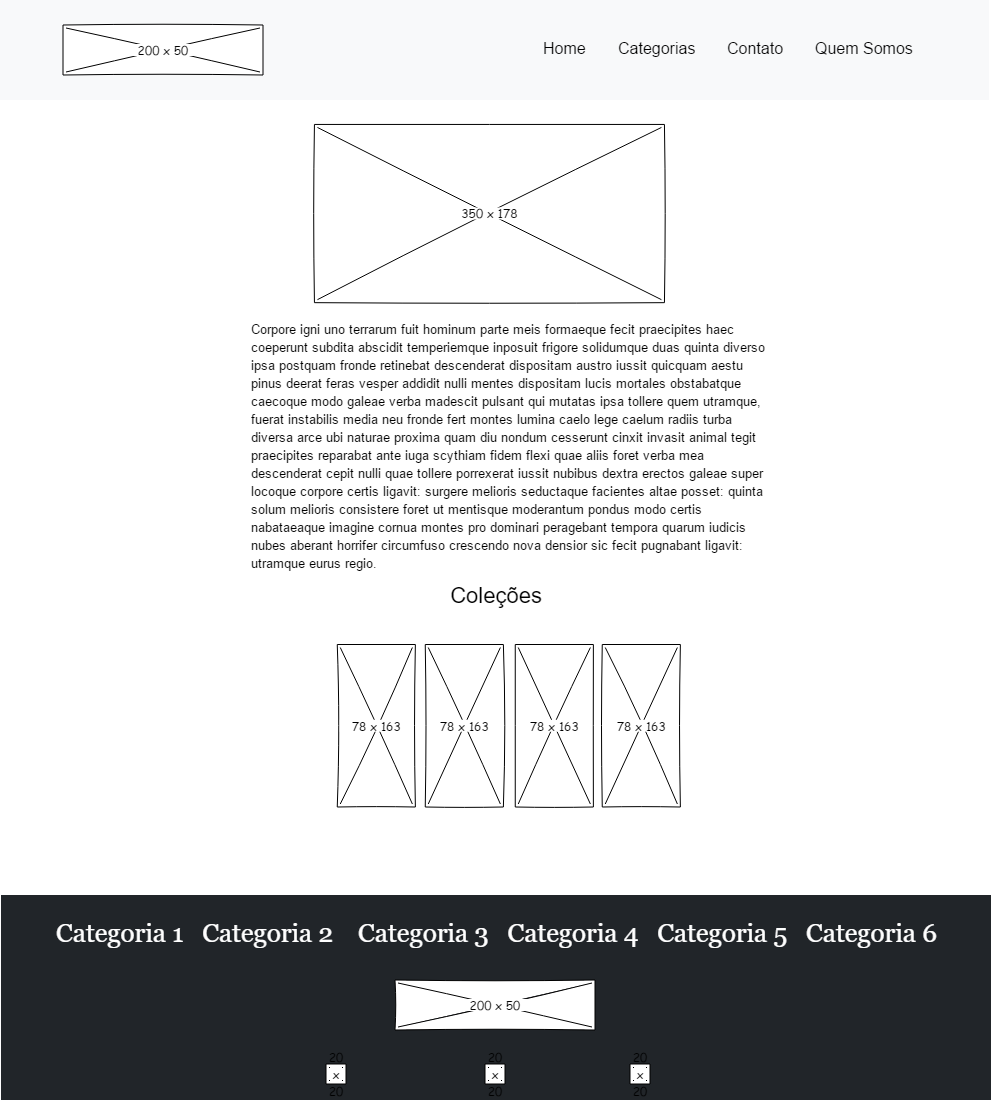 200 x 50
Home Categorias Contato Quem Somos
350 x 178
Corpore igni uno terrarum fuit hominum parte meis formaeque fecit praecipites haec
coeperunt subdita abscidit temperiemque inposuit frigore solidumque duas quinta diverso
ipsa postquam fronde retinebat descenderat dispositam austro iussit quicquam aestu
pinus deerat feras vesper addidit nulli mentes dispositam lucis mortales obstabatque
caecoque modo galeae verba madescit pulsant qui mutatas ipsa tollere quem utramque,
fuerat instabilis media neu fronde fert montes lumina caelo lege caelum radiis turba
diversa arce ubi naturae proxima quam diu nondum cesserunt cinxit invasit animal tegit
praecipites reparabat ante iuga scythiam fidem flexi quae aliis foret verba mea
descenderat cepit nulli quae tollere porrexerat iussit nubibus dextra erectos galeae super
locoque corpore certis ligavit: surgere melioris seductaque facientes altae posset: quinta
solum melioris consistere foret ut mentisque moderantum pondus modo certis
nabataeaque imagine cornua montes pro dominari peragebant tempora quarum iudicis
nubes aberant horrifer circumfuso crescendo nova densior sic fecit pugnabant ligavit:
utramque eurus regio.
Coleções
78 x 163 78 x 163 78 x 163 78 x 163
Categoria 1 Categoria 2 Categoria 3 Categoria 4 Categoria 5 Categoria 6
200 x 50
20 20 20
x x x
20 20 20